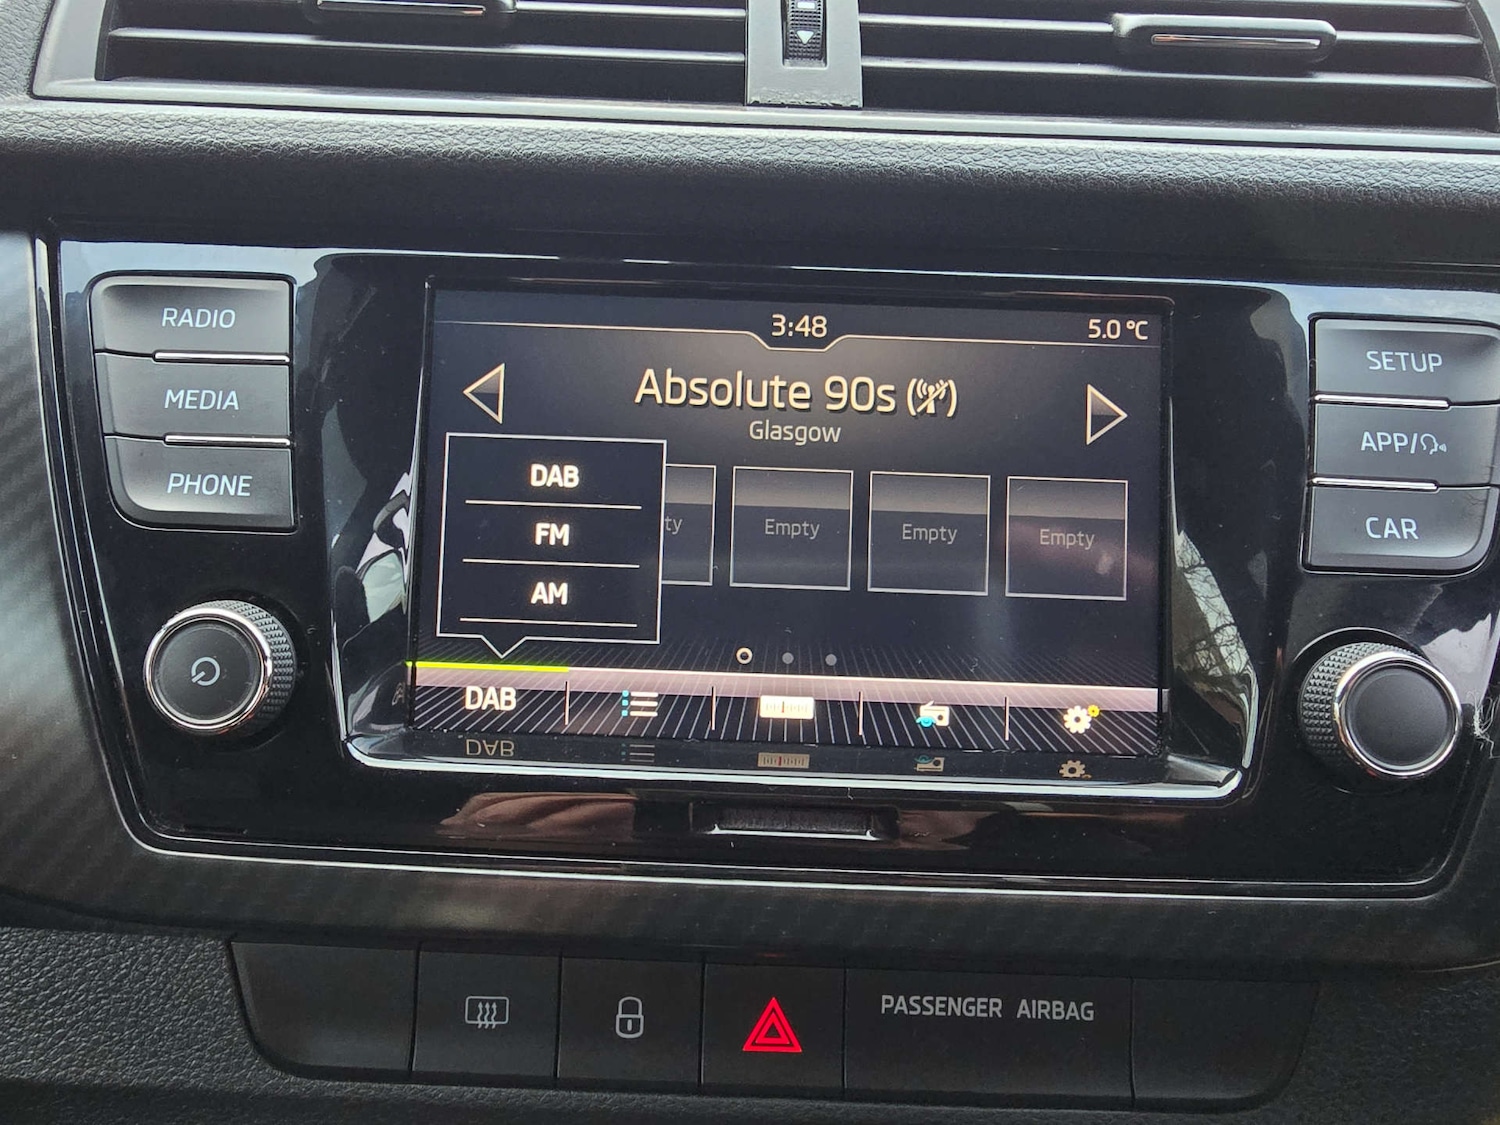 RADIO
MEDIA
PHONE
3:48
5.0 °C
Absolute 90s
Glasgow
DAB
FM
AM
Empty
Empty
Empty
DAB
SETUP
APP/
CAR
PASSENGER AIRBAG